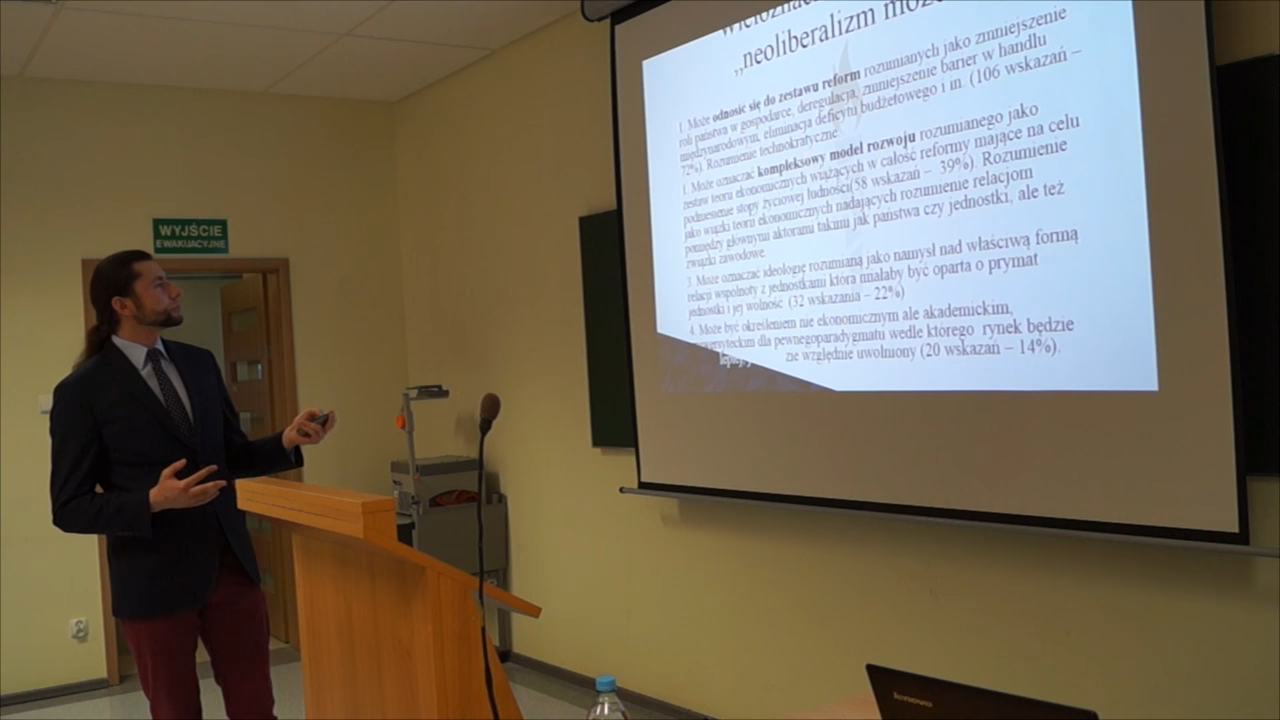 WYJŚCIE
EWAKUACYJNE
„neoliberalizm może
1. Może odnosić się do zestawu reform rozumianych jako zmniejszenie
roli państwa w gospodarce, deregulacja, zmniejszenie barier w handlu
międzynarodowym, eliminacja deficytu budżetowego i in. (106 wskazań –
72%). Rozumienie technokratyczne
1. Może oznaczać kompleksowy model rozwoju rozumianego jako
zestaw teorii ekonomicznych wiążących w całość reformy mające na celu
podniesienie stopy życiowej ludności(58 wskazań – 39%). Rozumienie
jako wiązki teorii ekonomicznych nadających rozumienie relacjom
pomiędzy głównymi aktorami takimi jak państwa czy jednostki, ale też
związki zawodowe.
3. Może oznaczać ideologię rozumianą jako namysł nad właściwą formą
relacji wspólnoty z jednostkami która miałaby być oparta o prymat
jednostki i jej wolność (32 wskazania – 22%)
4. Może być określeniem nie ekonomicznym ale akademickim,
dla pewnegoparadygmatu wedle którego rynek będzie
względnie uwolniony (20 wskazań – 14%).
lenovo